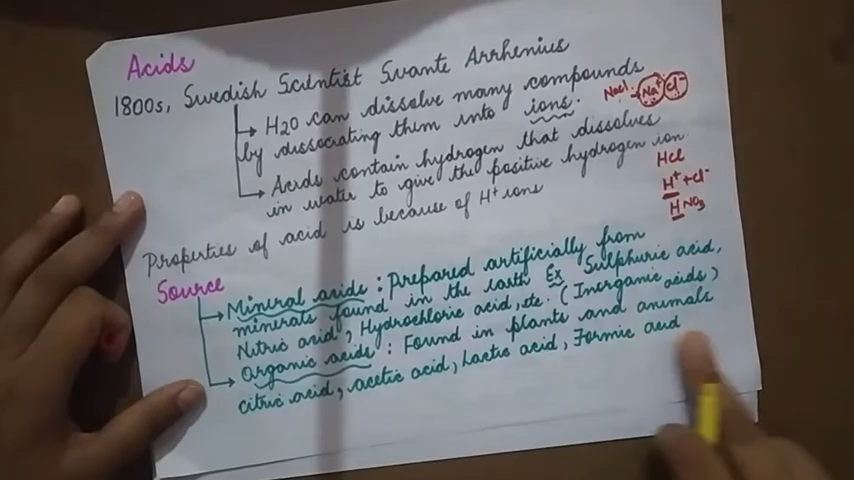 Acids
1800s, Swedish Scientist Svante Arrhenius
H2O can dissolve many compounds
by dissociating them into ions.
NaCl → Na+ Cl-
Acids contain hydrogen that dissolves
in water to give the positive hydrogen ion
HCl
H+ + Cl-
HNO3
Properties of acid is because of H+ ions
Source
Mineral acids : Prepared artificially from
minerals found in the earth Ex Sulphuric acid,
Nitric acid, Hydrochloric acid, etc. (Inorganic acids)
Organic acids : Found in plants and animals
citric acid, acetic acid, Lactic acid, Formic acid